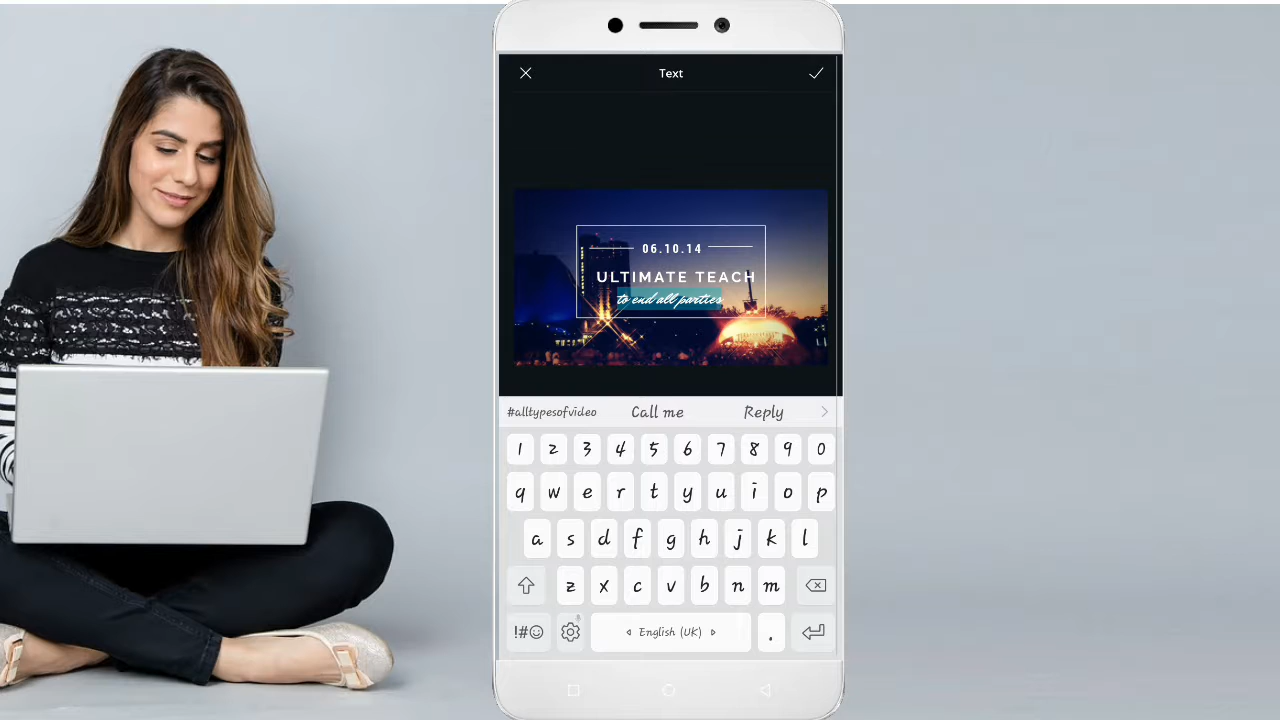 Text
06.10.14
ULTIMATE TEACH
to end all parties
#alltypesofvideo Call me Reply
1 2 3 4 5 6 7 8 9 0
q w e r t y u i o p
a s d f g h j k l
z x c v b n m
!#☺ English (UK) .